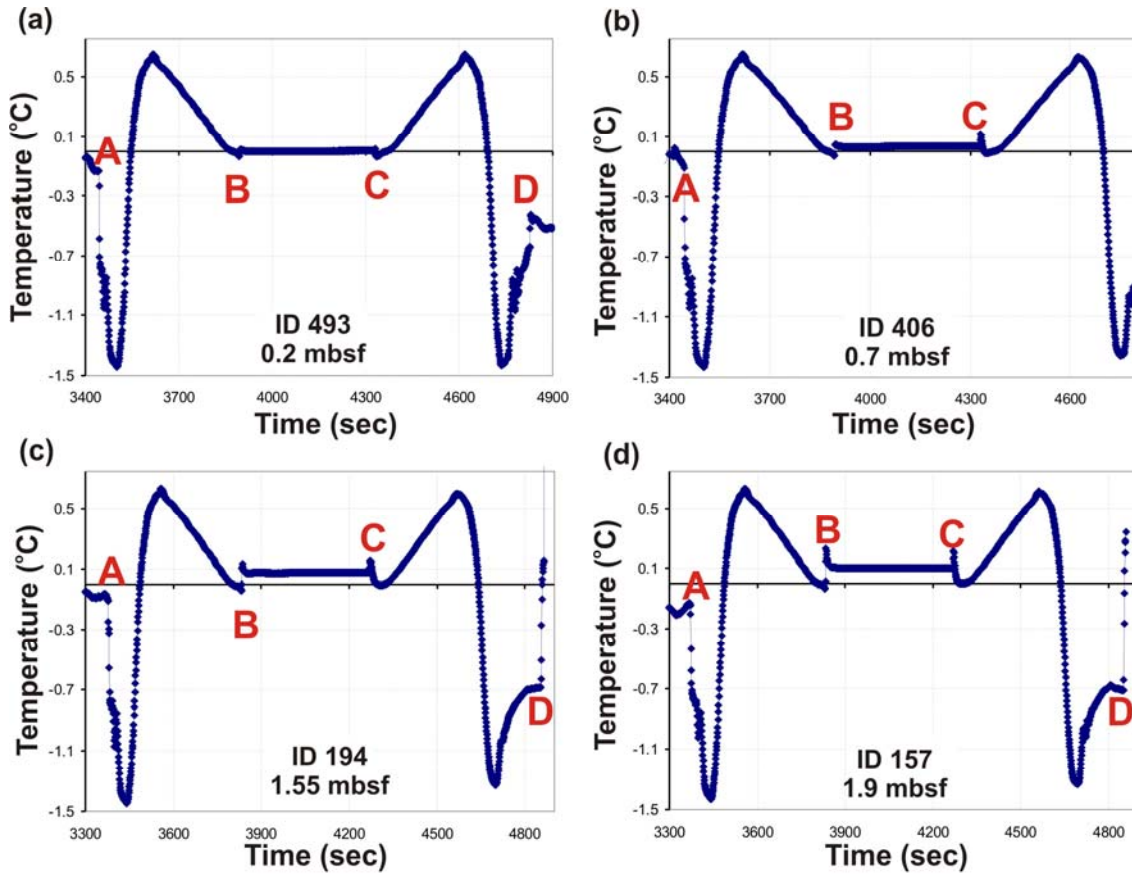 (a)
Temperature (°C)
0.5
0.1
-0.3
-0.7
-1.1
-1.5
A
B
C
D
ID 493
0.2 mbsf
3400 3700 4000 4300 4600 4900
Time (sec)
(b)
Temperature (°C)
0.5
0.1
-0.3
-0.7
-1.1
-1.5
A
B
C
ID 406
0.7 mbsf
3400 3700 4000 4300 4600
Time (sec)
(c)
Temperature (°C)
0.5
0.1
-0.3
-0.7
-1.1
-1.5
A
B
C
D
ID 194
1.55 mbsf
3300 3600 3900 4200 4500 4800
Time (sec)
(d)
Temperature (°C)
0.5
0.1
-0.3
-0.7
-1.1
-1.5
A
B
C
D
ID 157
1.9 mbsf
3300 3600 3900 4200 4500 4800
Time (sec)